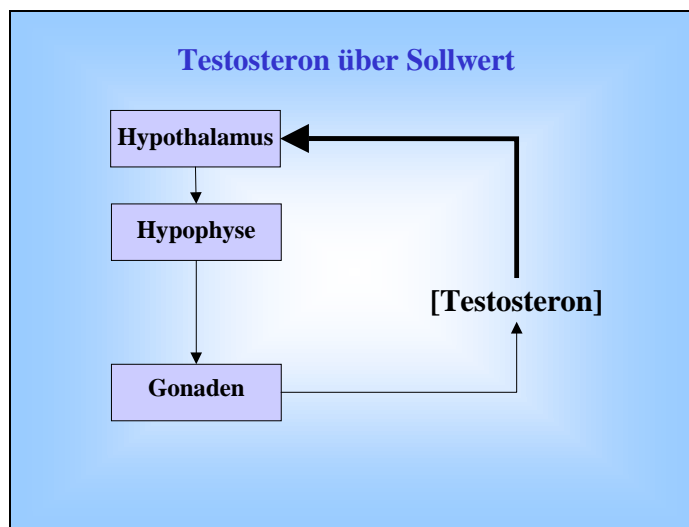 Testosteron über Sollwert
Hypothalamus
Hypophyse
[Testosteron]
Gonaden